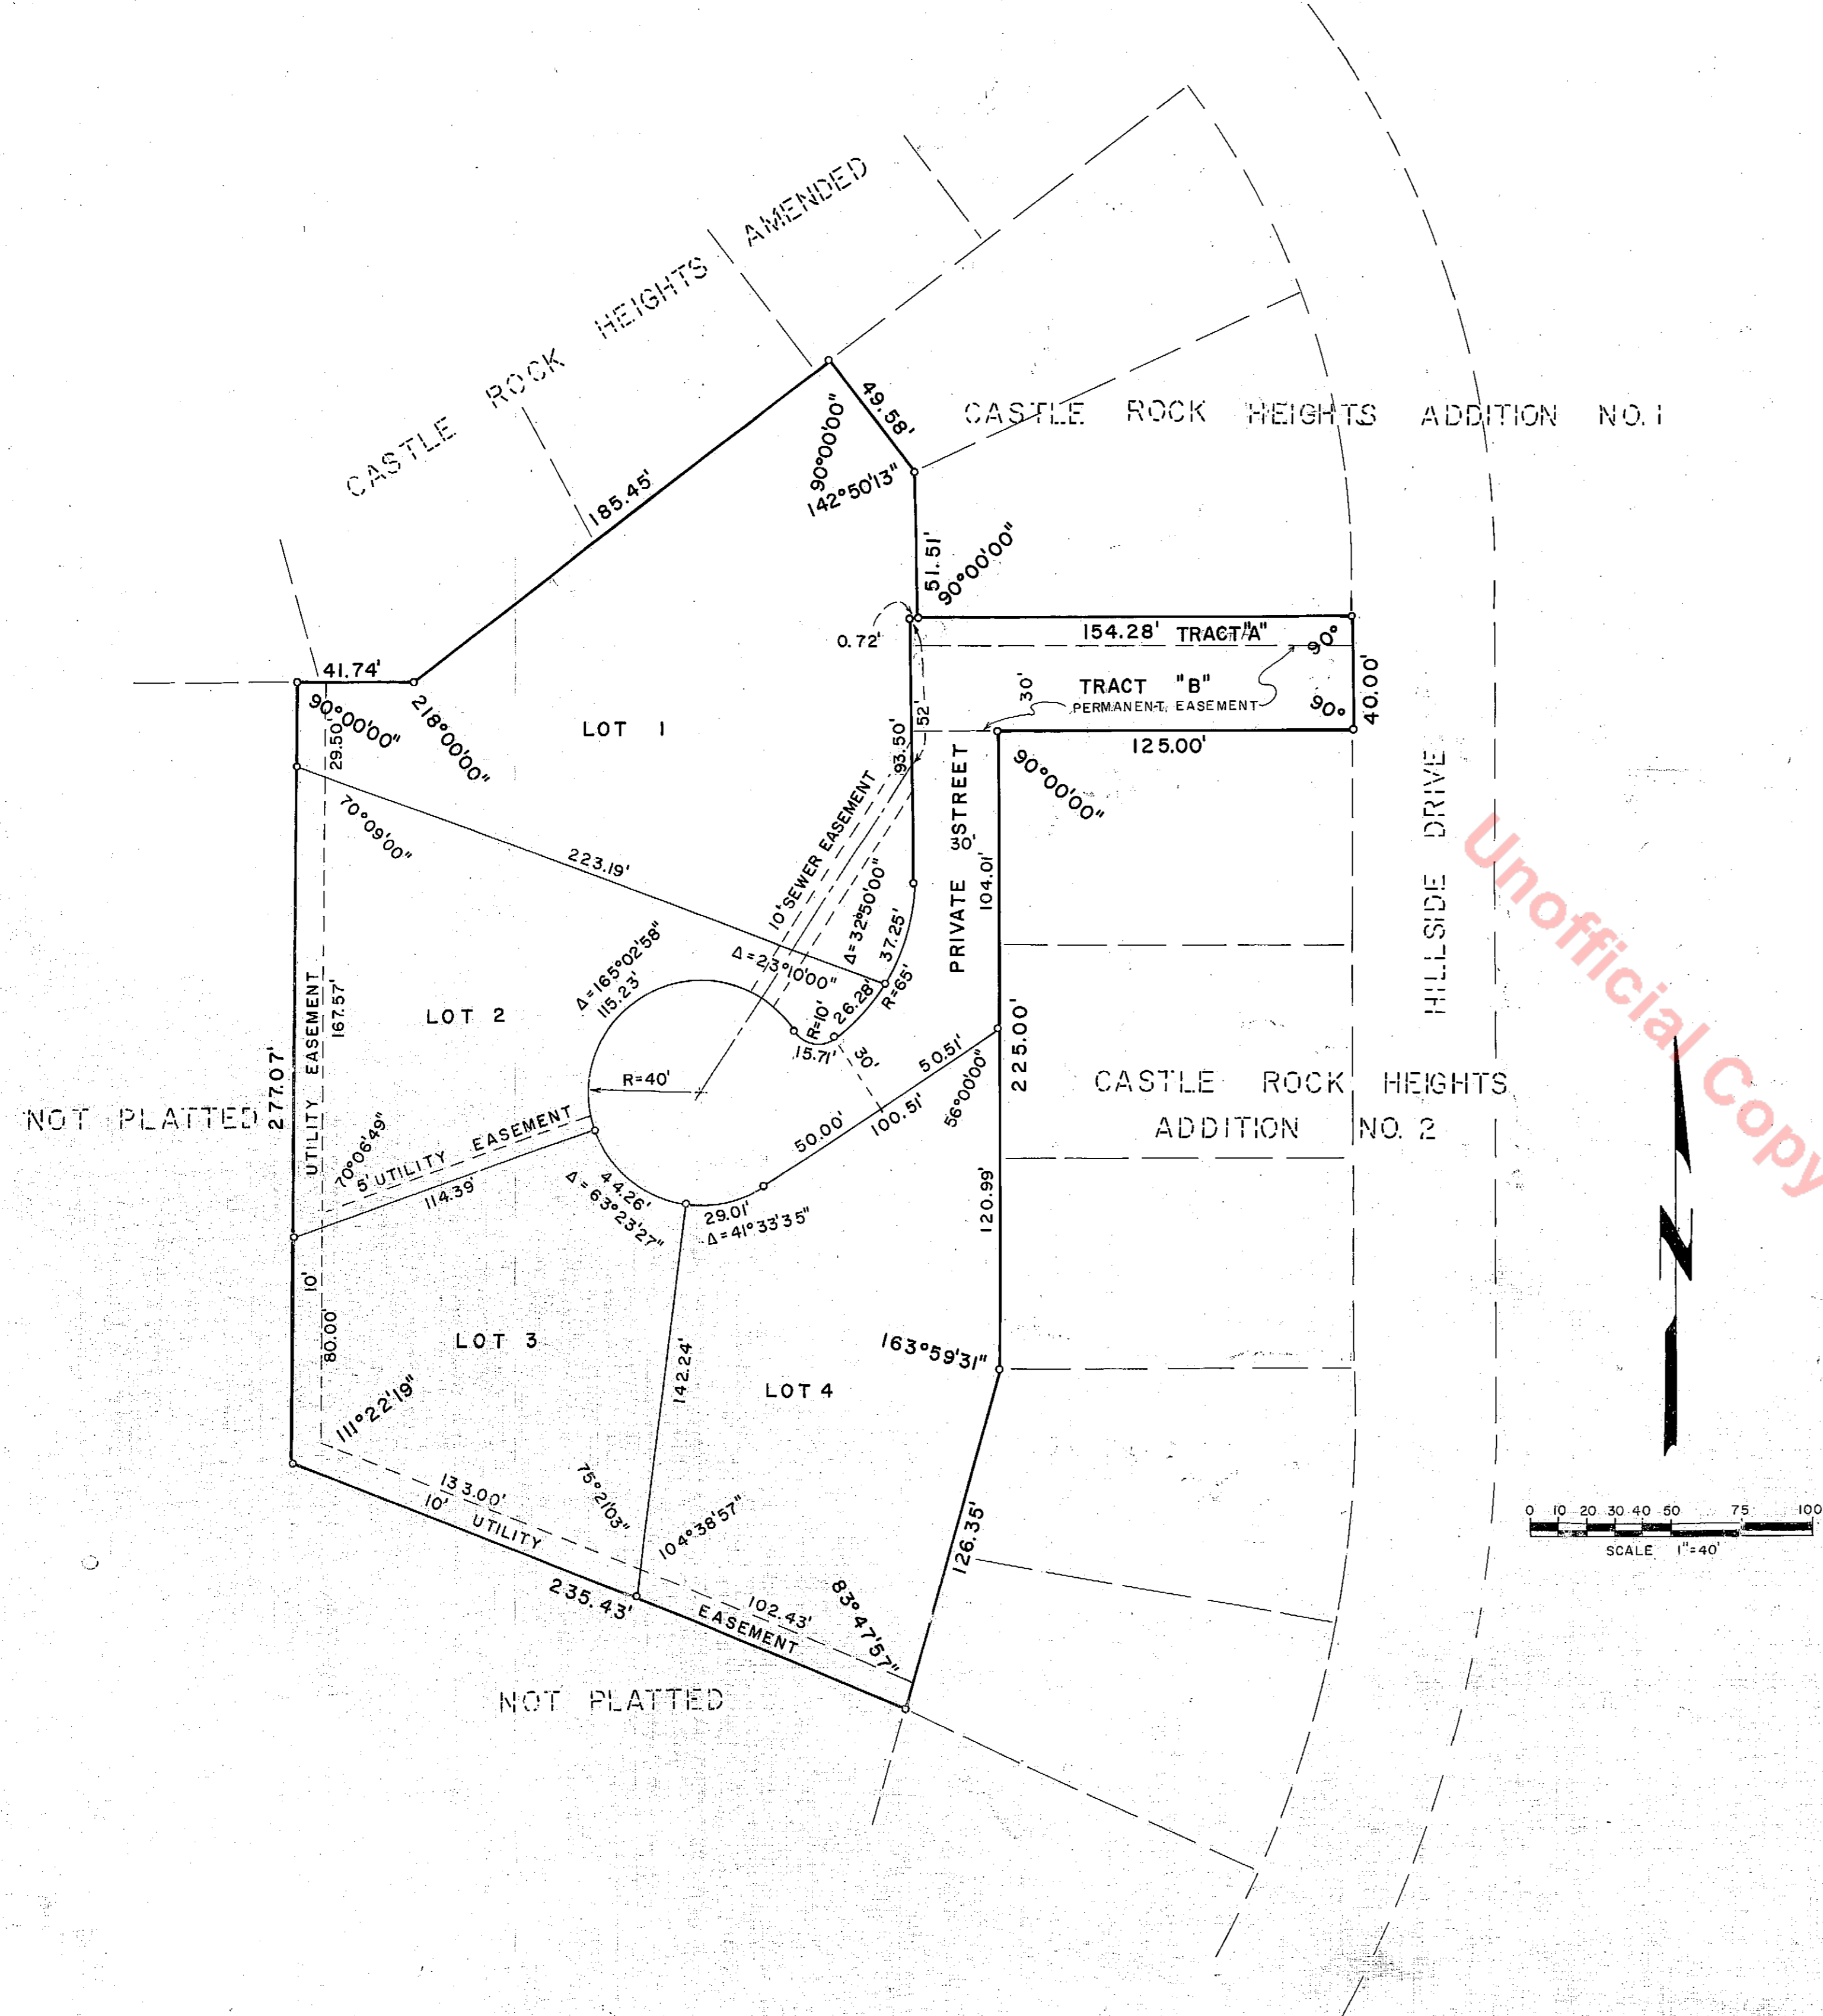 CASTLE ROCK HEIGHTS AMENDED
49.58'
90°00'00"
CASTLE ROCK HEIGHTS ADDITION NO. 1
142°50'13"
185.45'
51.51'
90°00'00"
0.72'
154.28' TRACT "A"
90°
41.74'
90°00'00"
218°00'00"
29.50'
LOT 1
30'
TRACT "B"
PERMANENT EASEMENT
90°
40.00'
52'
93.50'
125.00'
90°00'00"
PRIVATE STREET
30'
104.01'
HILLSIDE DRIVE
70°09'00"
223.19'
10' SEWER EASEMENT
Δ=32°50'00"
37.25'
Δ=23°10'00"
26.28'
R=65'
R=10'
15.71'
30'
Δ=165°02'58"
115.23'
LOT 2
UTILITY EASEMENT
167.57'
277.07'
R=40'
50.51'
225.00'
56°00'00"
50.00'
100.51'
CASTLE ROCK HEIGHTS
ADDITION NO. 2
NOT PLATTED
70°06'49"
5' UTILITY EASEMENT
114.39'
44.26'
Δ=63°23'27"
29.01'
Δ=41°33'35"
120.99'
10'
80.00'
LOT 3
142.24'
163°59'31"
LOT 4
111°22'19"
133.00'
10'
UTILITY
75°21'03"
104°38'57"
126.35'
235.43'
102.43'
EASEMENT
83°47'57"
NOT PLATTED
N
0 10 20 30 40 50 75 100
SCALE 1"=40'
Unofficial Copy